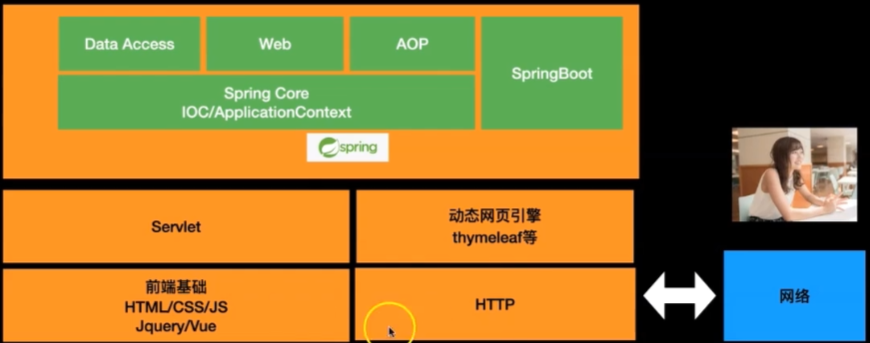 Data Access
Web
AOP
SpringBoot
Spring Core
IOC/ApplicationContext
spring
Servlet
动态网页引擎
thymeleaf等
前端基础
HTML/CSS/JS
Jquery/Vue
HTTP
网络